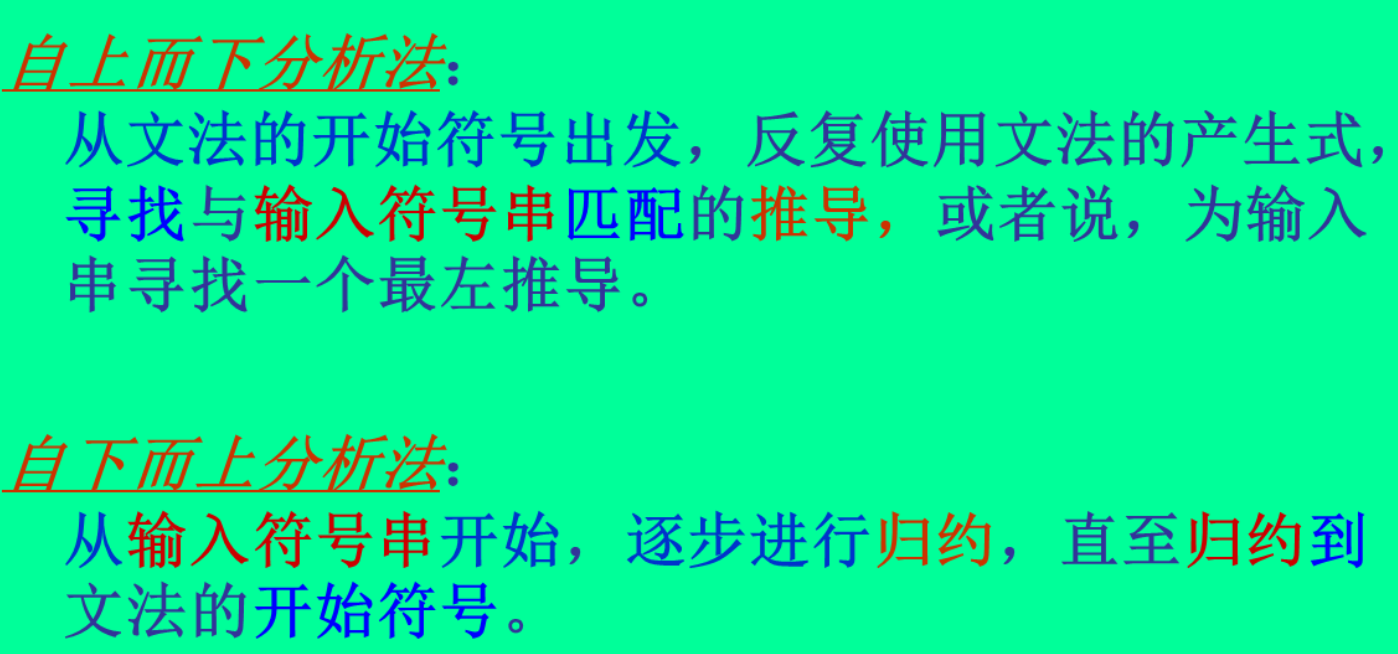 自上而下分析法：
从文法的开始符号出发，反复使用文法的产生式，
寻找与输入符号串匹配的推导，或者说，为输入
串寻找一个最左推导。
自下而上分析法：
从输入符号串开始，逐步进行归约，直至归约到
文法的开始符号。